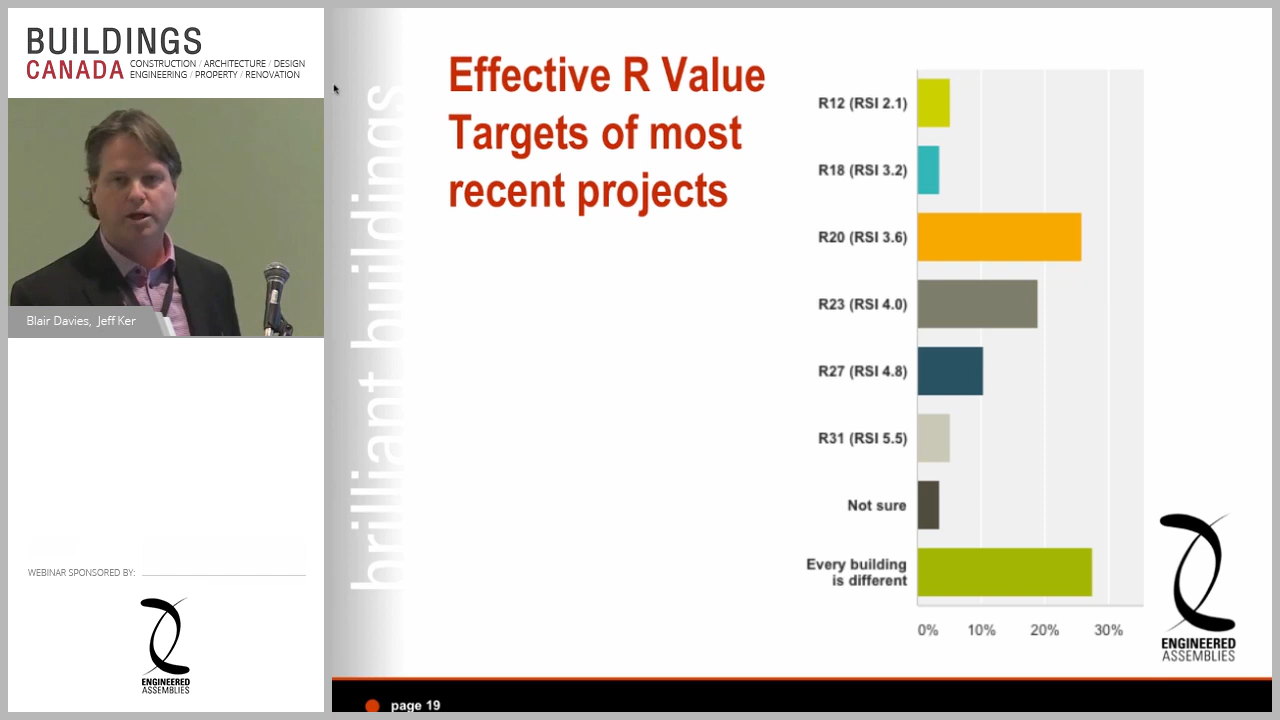 BUILDINGS
CANADA
CONSTRUCTION / ARCHITECTURE / DESIGN
ENGINEERING / PROPERTY / RENOVATION
Blair Davies, Jeff Ker
WEBINAR SPONSORED BY:
ENGINEERED
ASSEMBLIES
brilliant buildings
Effective R Value
Targets of most
recent projects
R12 (RSI 2.1)
R18 (RSI 3.2)
R20 (RSI 3.6)
R23 (RSI 4.0)
R27 (RSI 4.8)
R31 (RSI 5.5)
Not sure
Every building
is different
0% 10% 20% 30%
ENGINEERED
ASSEMBLIES
page 19